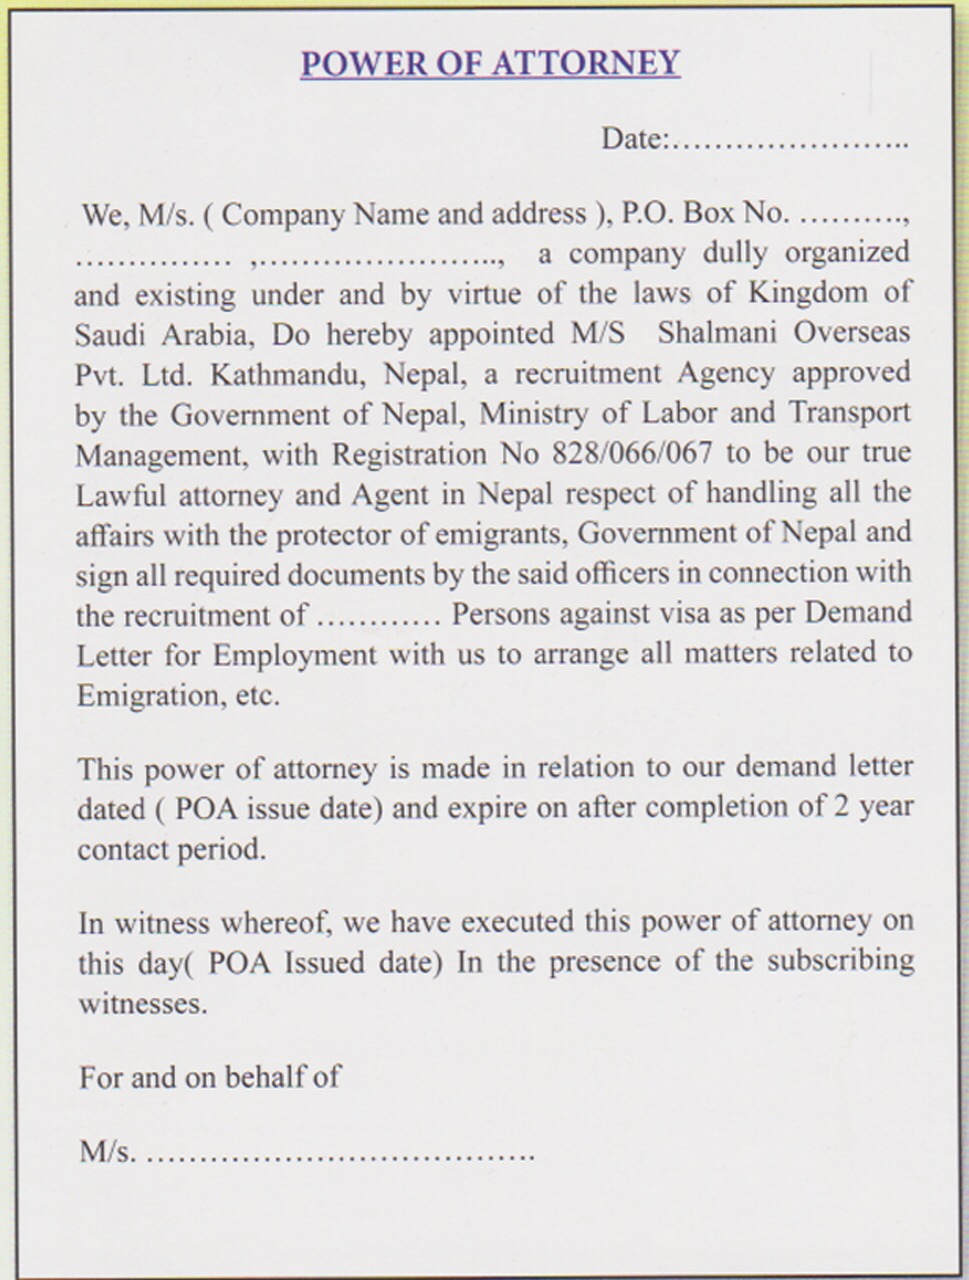 POWER OF ATTORNEY
Date:.......................
We, M/s. ( Company Name and address ), P.O. Box No. ..........,
............... ,......................., a company dully organized
and existing under and by virtue of the laws of Kingdom of
Saudi Arabia, Do hereby appointed M/S Shalmani Overseas
Pvt. Ltd. Kathmandu, Nepal, a recruitment Agency approved
by the Government of Nepal, Ministry of Labor and Transport
Management, with Registration No 828/066/067 to be our true
Lawful attorney and Agent in Nepal respect of handling all the
affairs with the protector of emigrants, Government of Nepal and
sign all required documents by the said officers in connection with
the recruitment of ............ Persons against visa as per Demand
Letter for Employment with us to arrange all matters related to
Emigration, etc.
This power of attorney is made in relation to our demand letter
dated ( POA issue date) and expire on after completion of 2 year
contact period.
In witness whereof, we have executed this power of attorney on
this day( POA Issued date) In the presence of the subscribing
witnesses.
For and on behalf of
M/s. .....................................